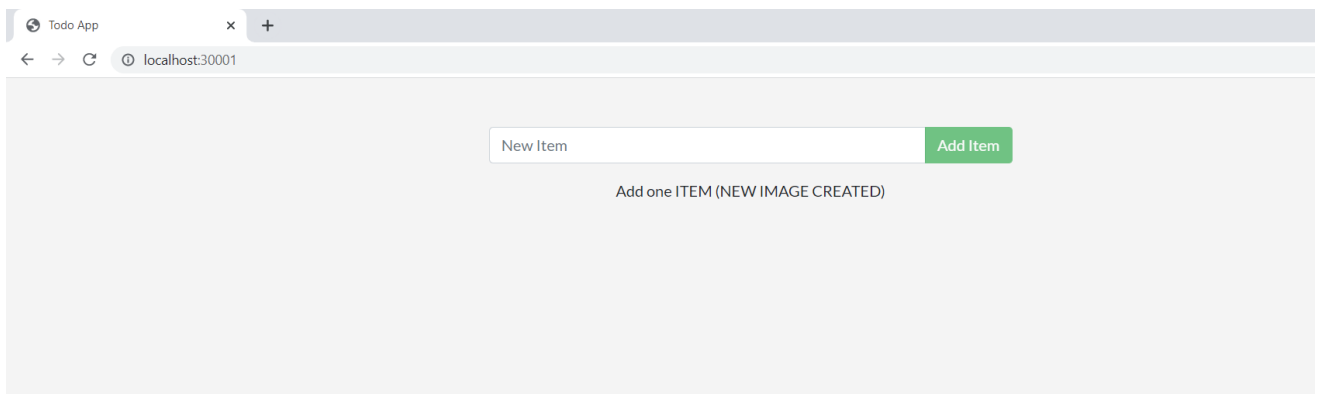 Todo App
localhost:30001
New Item Add Item
Add one ITEM (NEW IMAGE CREATED)